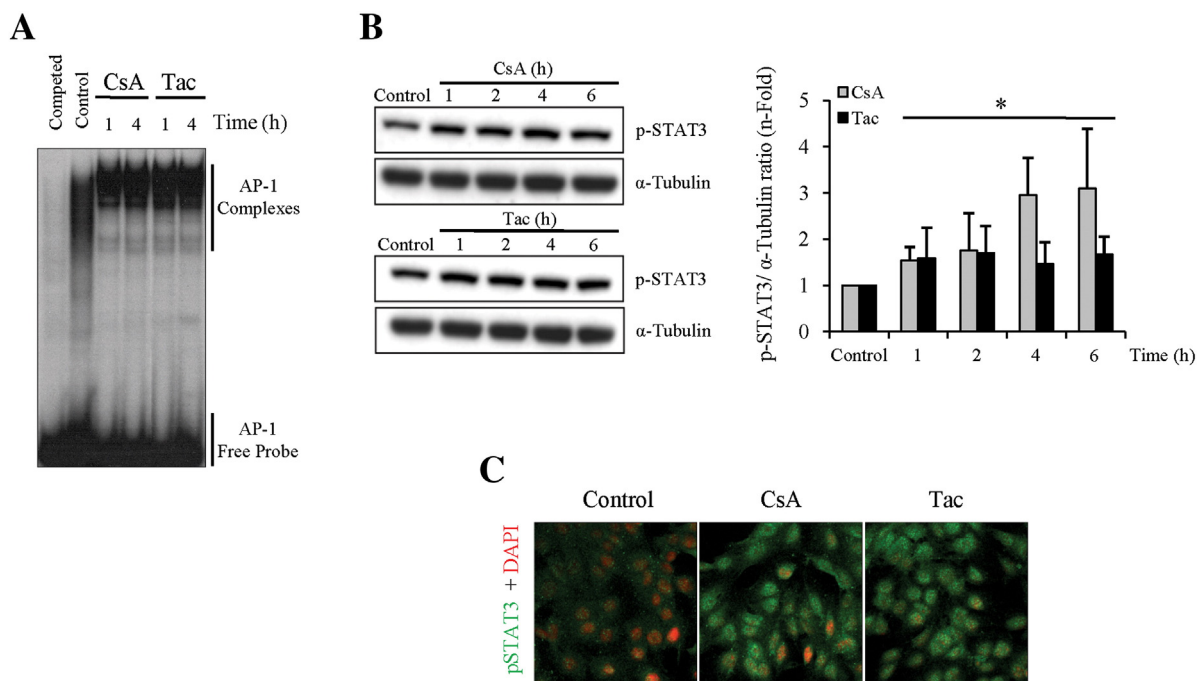 A
Competed
Control
CsA Tac
1 4 1 4 Time (h)
AP-1
Complexes
AP-1
Free Probe
B
CsA (h)
Control 1 2 4 6
p-STAT3
α-Tubulin
Tac (h)
Control 1 2 4 6
p-STAT3
α-Tubulin
p-STAT3/ α-Tubulin ratio (n-Fold)
CsA
Tac
*
5
4
3
2
1
0
Control 1 2 4 6 Time (h)
C
Control CsA Tac
pSTAT3 + DAPI